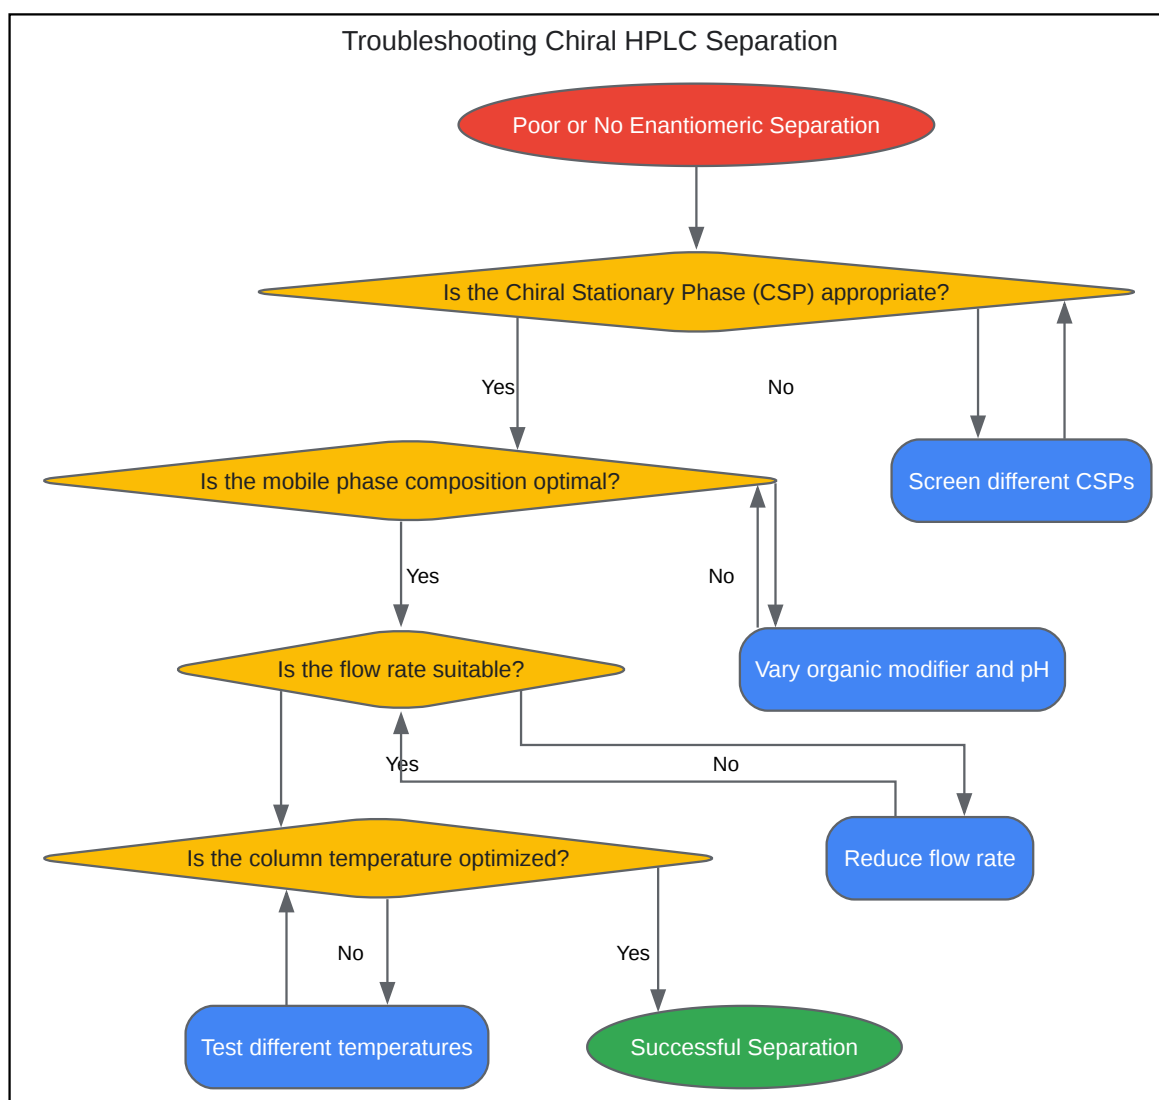 Troubleshooting Chiral HPLC Separation
Poor or No Enantiomeric Separation
Is the Chiral Stationary Phase (CSP) appropriate?
Yes
No
Is the mobile phase composition optimal?
Screen different CSPs
Yes
No
Is the flow rate suitable?
Vary organic modifier and pH
Yes
No
Is the column temperature optimized?
Reduce flow rate
No
Yes
Test different temperatures
Successful Separation